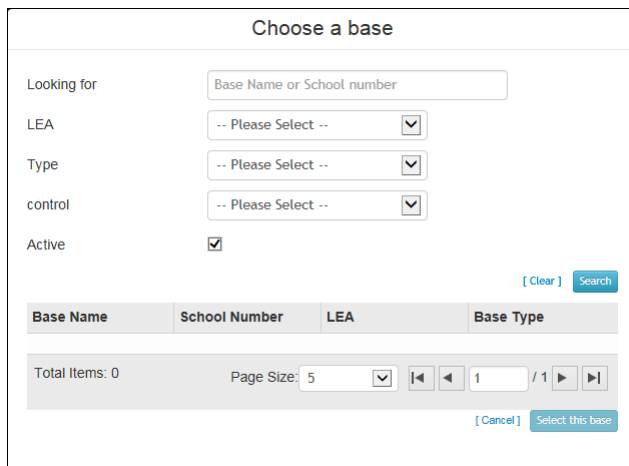 Choose a base
Looking for Base Name or School number
LEA -- Please Select --
Type -- Please Select --
control -- Please Select --
Active
[ Clear ] Search
Base Name School Number LEA Base Type
Total Items: 0 Page Size: 5 1 / 1
[ Cancel ] Select this base